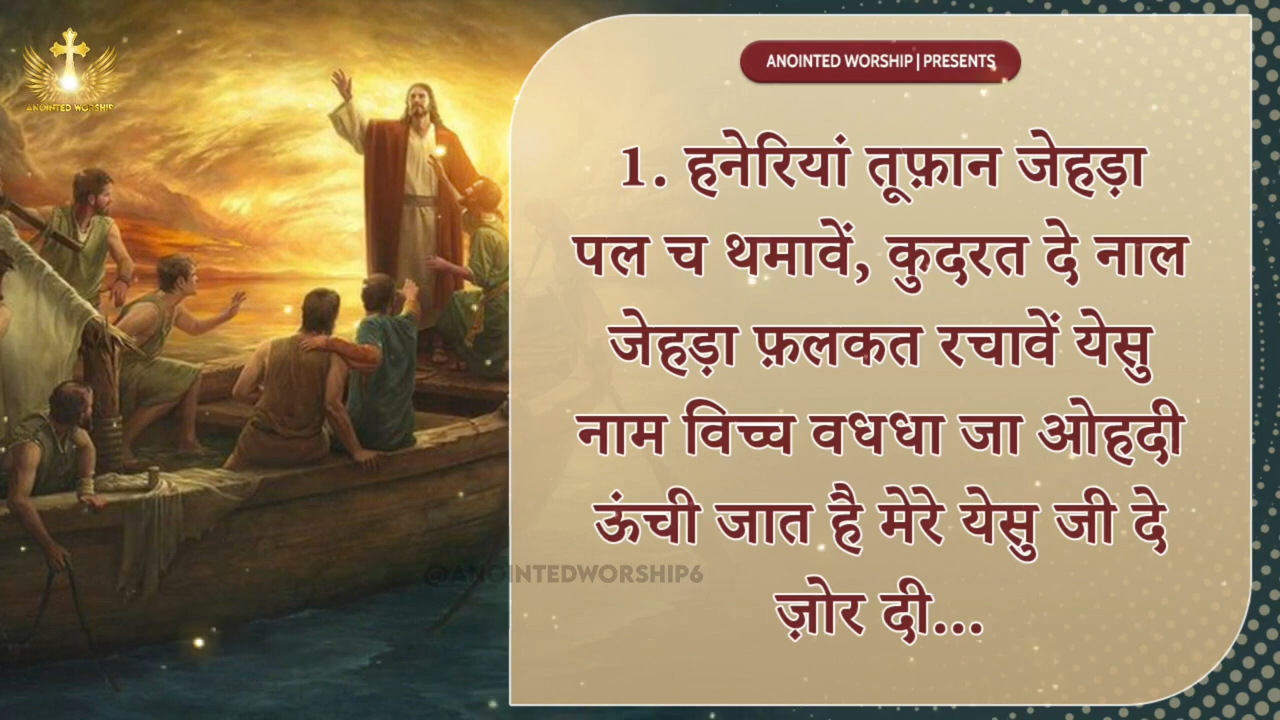 ANOINTED WORSHIP
ANOINTED WORSHIP | PRESENTS
1. हनेरियां तूफ़ान जेहड़ा
पल च थमावें, कुदरत दे नाल
जेहड़ा फ़लकत रचावें येसु
नाम विच्च वधधा जा ओहदी
ऊंची जात है मेरे येसु जी दे
ज़ोर दी...
@ANOINTEDWORSHIP6